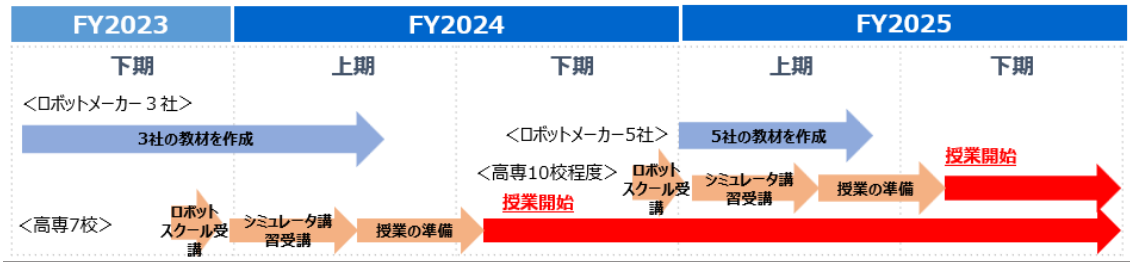 FY2023
FY2024
FY2025
下期
上期
下期
上期
下期
<ロボットメーカー３社>
3社の教材を作成
<ロボットメーカー5社>
5社の教材を作成
<高専10校程度>
ロボット
スクール受
講
シミュレータ講
習受講
授業の準備
授業開始
<高専7校>
ロボット
スクール受
講
シミュレータ講
習受講
授業の準備
授業開始